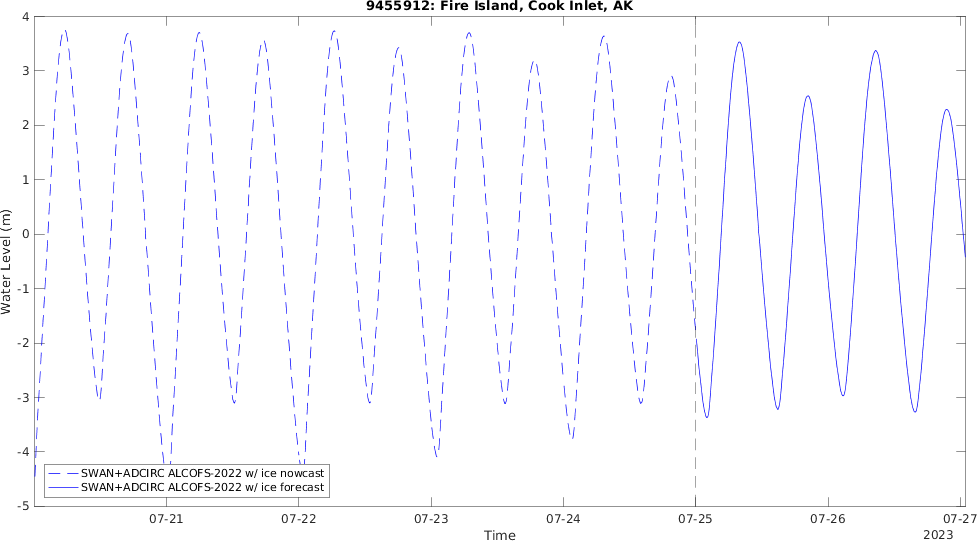 9455912: Fire Island, Cook Inlet, AK
4
3
2
1
0
-1
-2
-3
-4
-5
Water Level (m)
SWAN+ADCIRC ALCOFS-2022 w/ ice nowcast
SWAN+ADCIRC ALCOFS-2022 w/ ice forecast
07-21 07-22 07-23 07-24 07-25 07-26 07-27
Time
2023